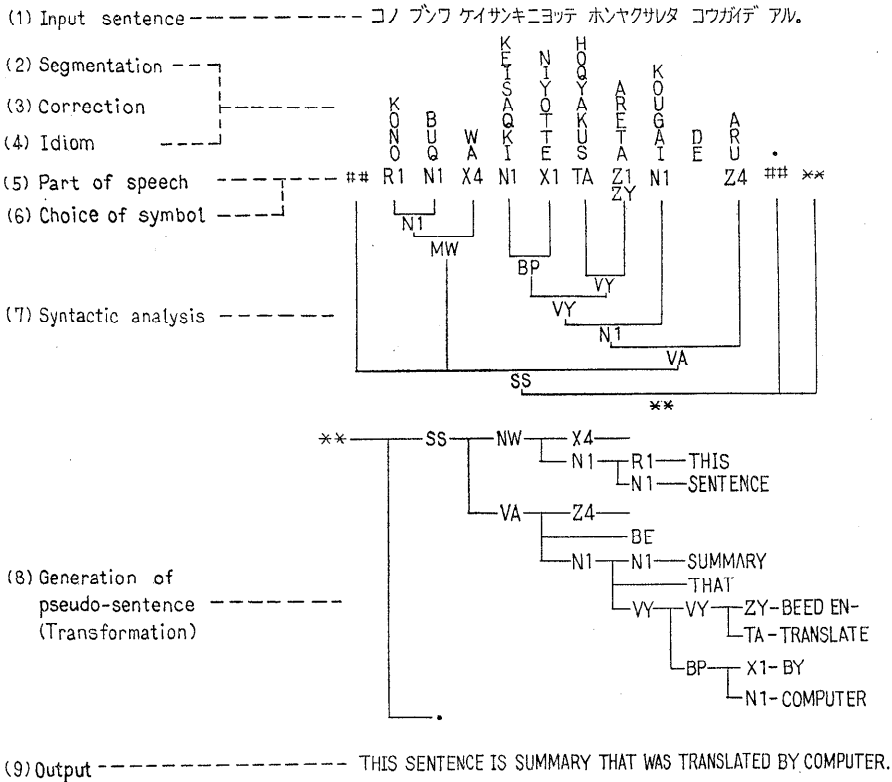 (1) Input sentence コノ ブンワ ケイサンキニヨッテ ホンヤクサレタ コウガイデ アル。
(2) Segmentation
(3) Correction
(4) Idiom
KONO BUQ WA KEISAQKI NIYOTTE HOQYAKUS ARETA KOUGAI DE ARU .
(5) Part of speech ## R1 N1 X4 N1 X1 TA Z1 N1 Z4 ## **
ZY
(6) Choice of symbol
N1
MW
BP
VY
(7) Syntactic analysis
VY
N1
VA
SS
**
** SS NW X4
N1 R1 THIS
N1 SENTENCE
VA Z4
BE
N1 N1 SUMMARY
(8) Generation of
THAT
pseudo-sentence
VY VY ZY-BEED EN-
(Transformation)
TA-TRANSLATE
BP X1-BY
N1-COMPUTER
.
(9) Output THIS SENTENCE IS SUMMARY THAT WAS TRANSLATED BY COMPUTER.